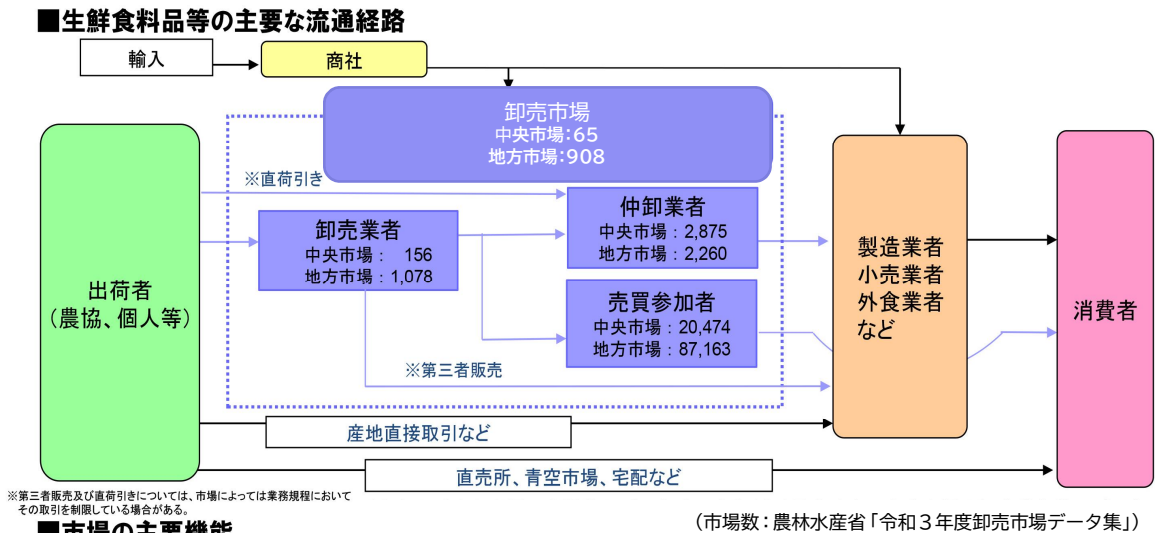 ■生鮮食料品等の主要な流通経路
輸入
商社
卸売市場
中央市場:65
地方市場:908
※直荷引き
仲卸業者
中央市場:2,875
地方市場:2,260
卸売業者
中央市場: 156
地方市場:1,078
製造業者
小売業者
外食業者
など
出荷者
(農協、個人等)
売買参加者
中央市場:20,474
地方市場:87,163
消費者
※第三者販売
産地直接取引など
直売所、青空市場、宅配など
※第三者販売及び直荷引きについては、市場によっては業務規程において
その取引を制限している場合がある。
(市場数:農林水産省「令和3年度卸売市場データ集」)
■市場の主要機能